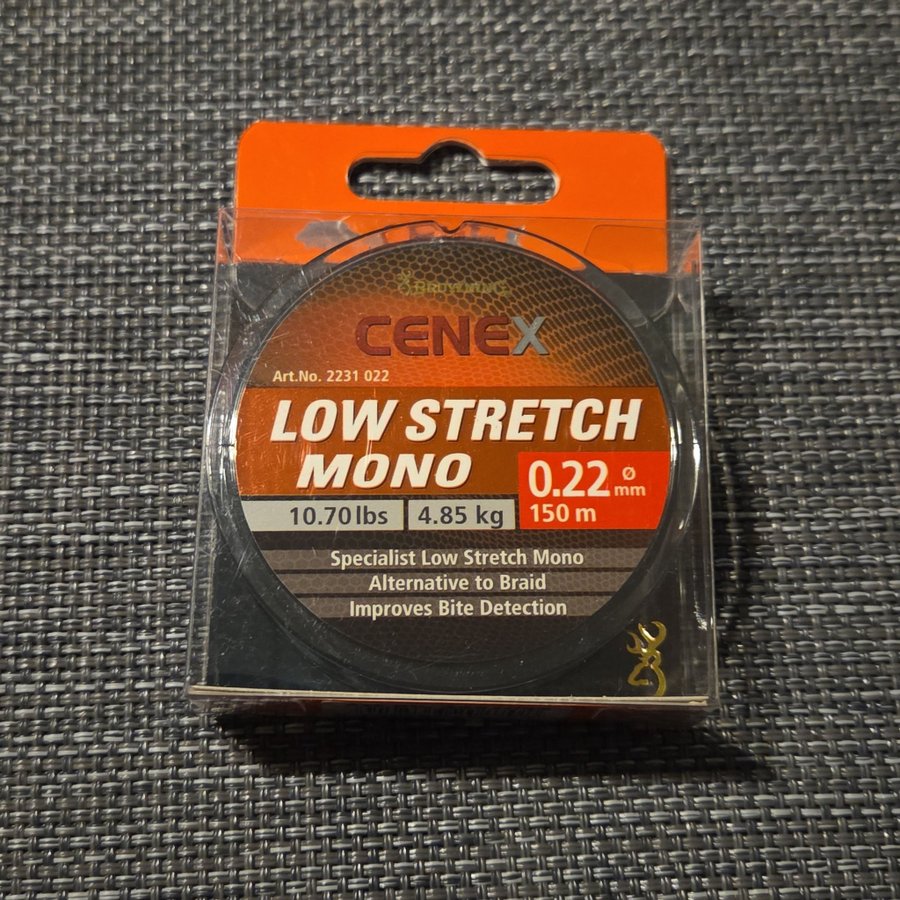 BROWNING
CENEX
Art.No. 2231 022
LOW STRETCH
MONO
0.22 ø mm
10.70 lbs 4.85 kg 150 m
Specialist Low Stretch Mono
Alternative to Braid
Improves Bite Detection